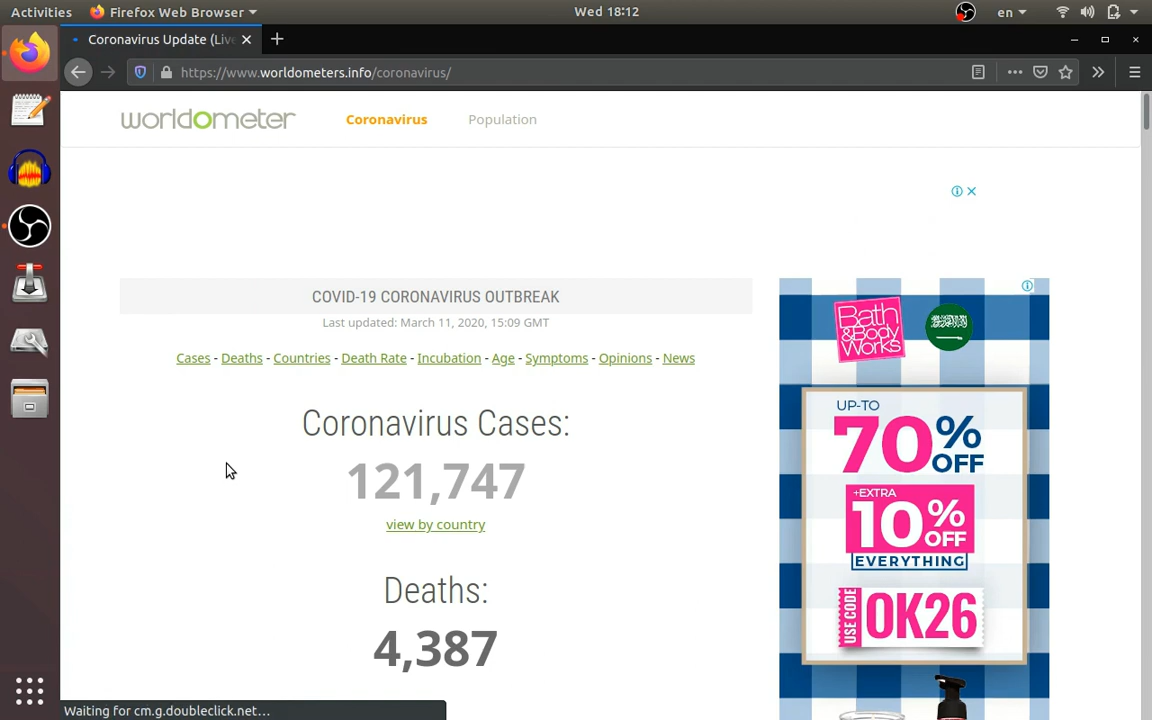 Activities
Firefox Web Browser
Wed 18:12
en
Coronavirus Update (Liv
https://www.worldometers.info/coronavirus/
worldometer
Coronavirus
Population
COVID-19 CORONAVIRUS OUTBREAK
Last updated: March 11, 2020, 15:09 GMT
Cases - Deaths - Countries - Death Rate - Incubation - Age - Symptoms - Opinions - News
Coronavirus Cases:
121,747
view by country
Deaths:
4,387
Bath
& Body
Works
UP-TO
70% OFF
+EXTRA
10% OFF
EVERYTHING
USE CODE
OK26
Waiting for cm.g.doubleclick.net...